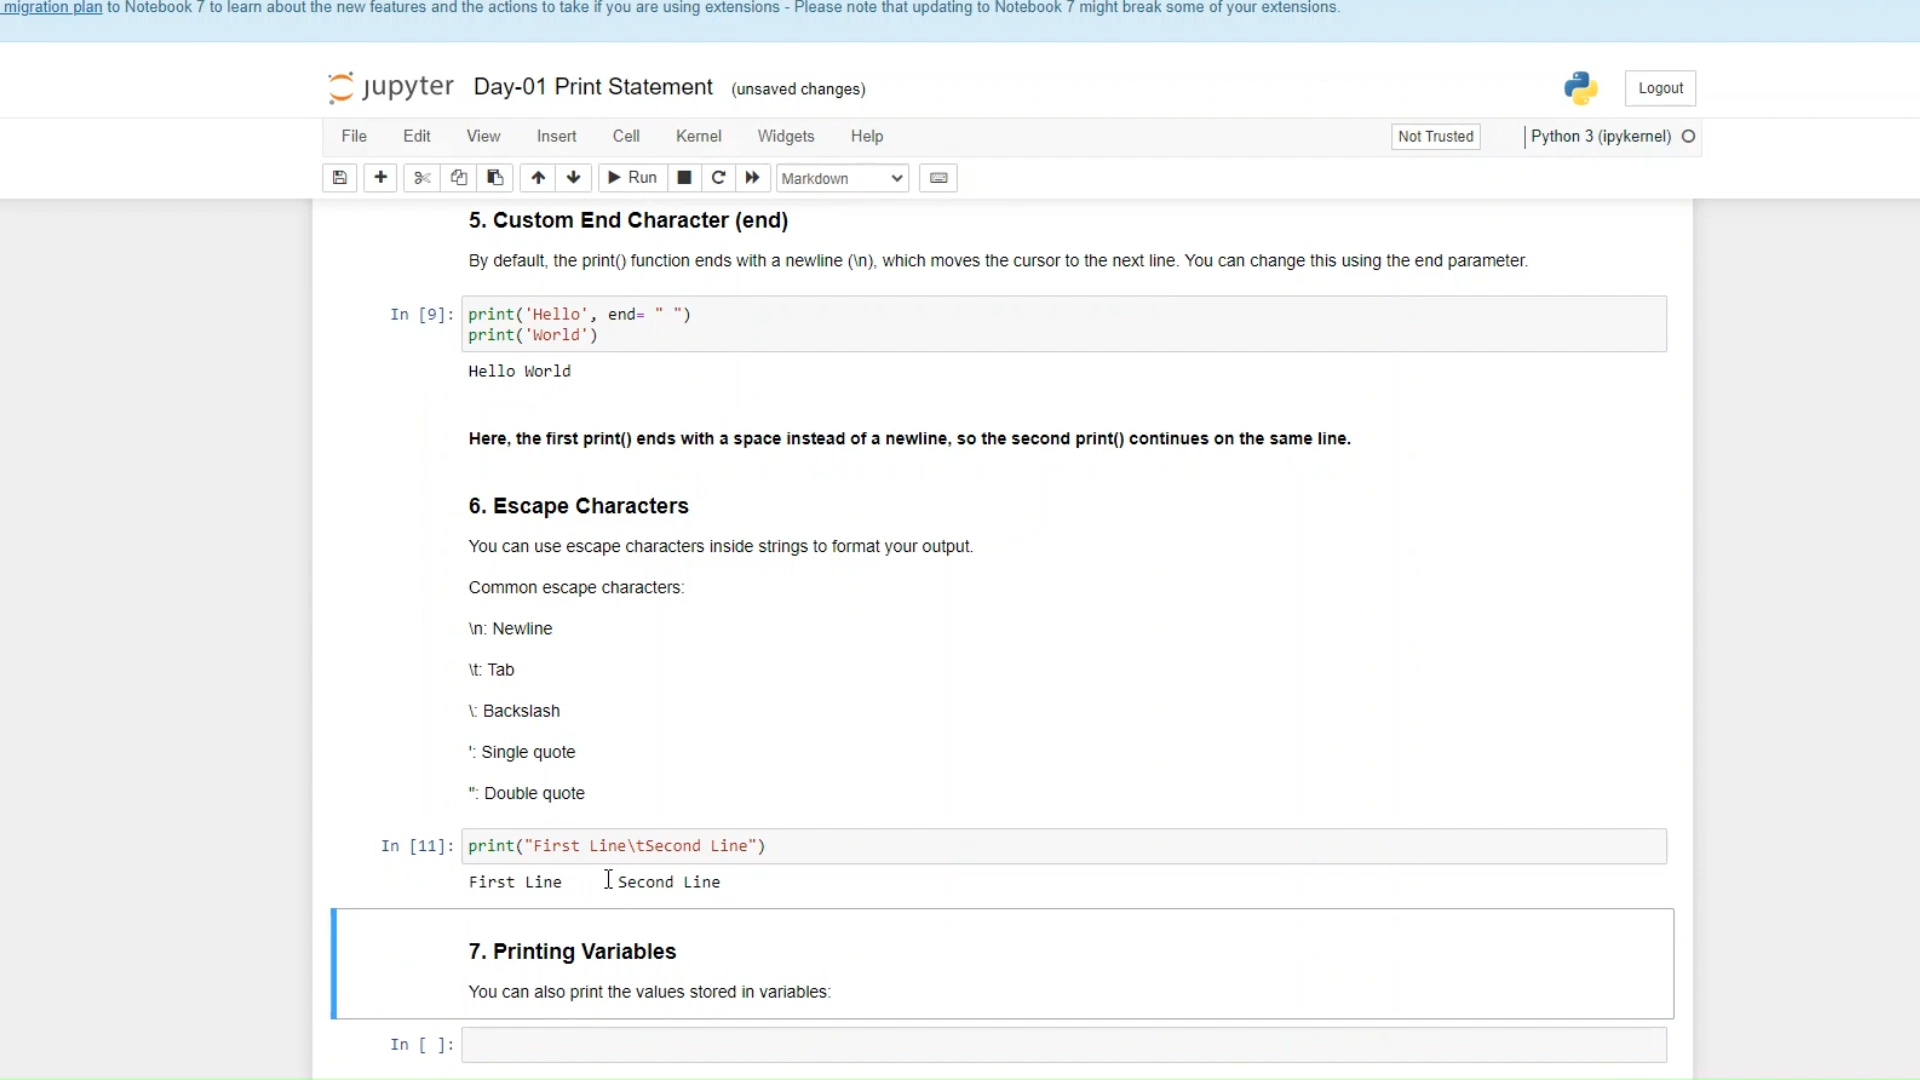 migration plan to Notebook 7 to learn about the new features and the actions to take if you are using extensions - Please note that updating to Notebook 7 might break some of your extensions.
jupyter Day-01 Print Statement (unsaved changes) Logout
File Edit View Insert Cell Kernel Widgets Help Not Trusted Python 3 (ipykernel)
Run Markdown
5. Custom End Character (end)
By default, the print() function ends with a newline (\n), which moves the cursor to the next line. You can change this using the end parameter.
In [9]: print('Hello', end= " ")
print('World')
Hello World
Here, the first print() ends with a space instead of a newline, so the second print() continues on the same line.
6. Escape Characters
You can use escape characters inside strings to format your output.
Common escape characters:
\n: Newline
\t: Tab
\: Backslash
': Single quote
": Double quote
In [11]: print("First Line\tSecond Line")
First Line	Second Line
7. Printing Variables
You can also print the values stored in variables:
In [ ]: